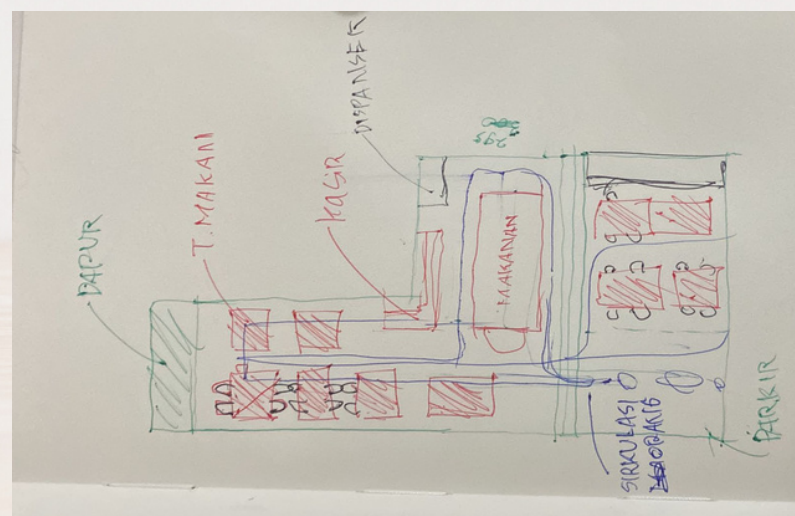 DAPUR
T.MAKAN
KASIR
DISPANSER
MAKANAN
SIRKULASI
PARKIR